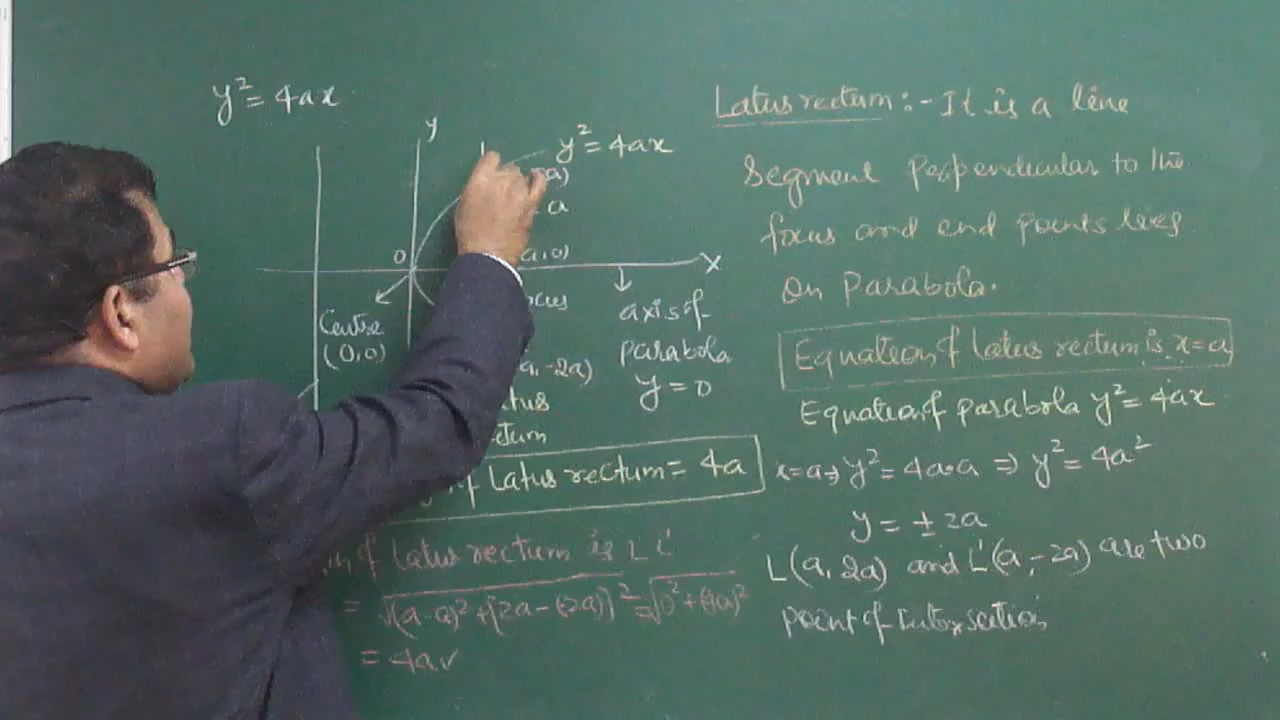 y² = 4ax
y
y² = 4ax
a)
= a
0
a, 0)
X
Centre
(0,0)
axis of
parabola
y = 0
a, -2a)
of Latus rectum = 4a
of latus rectum is LL'
= √(a-a)² + [2a-(-2a)]² = √0² + (4a)²
= 4a ✓
Latus rectum :- It is a line
segment perpendicular to the
focus and end points lies
on parabola.
Equation of latus rectum is x = a
Equation of parabola y² = 4ax
x = a ⇒ y² = 4a·a ⇒ y² = 4a²
y = ± 2a
L(a, 2a) and L'(a, -2a) are two
point of intersection